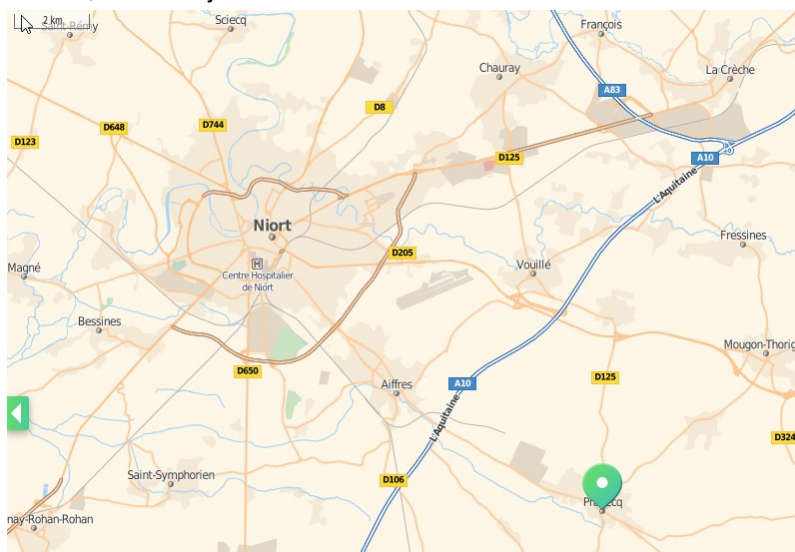 2 km
Saint-Rémy
Sciecq
François
Chauray
La Crèche
A83
D8
D744
D648
D123
D125
A10
L'Aquitaine
Niort
Fressines
D205
Centre Hospitalier
de Niort
Vouillé
Magné
Bessines
Mougon-Thorig
D650
D125
A10
Aiffres
L'Aquitaine
D324
Saint-Symphorien
D106
nay-Rohan-Rohan